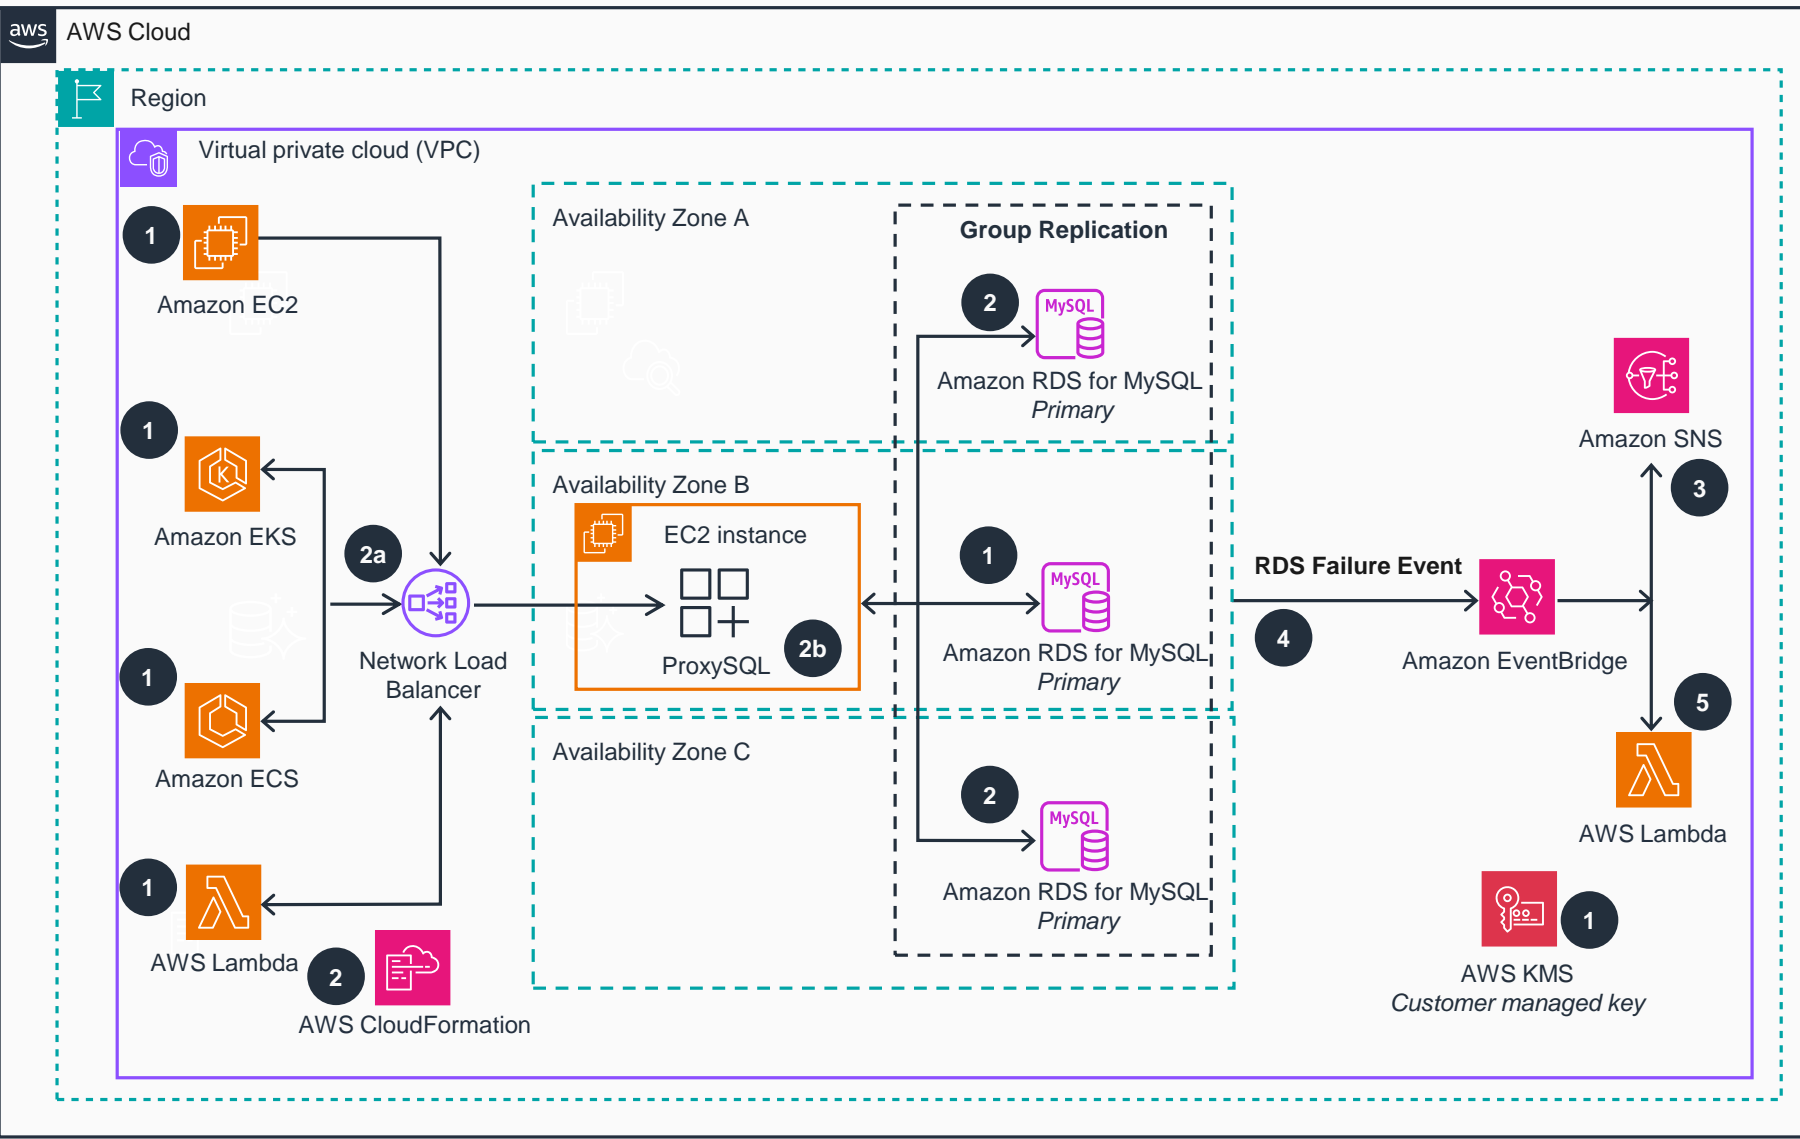 aws
AWS Cloud
Region
Virtual private cloud (VPC)
1
Amazon EC2
1
K
Amazon EKS
1
Amazon ECS
1
AWS Lambda
2
AWS CloudFormation
2a
Network Load
Balancer
Availability Zone A
Group Replication
2
MySQL
Amazon RDS for MySQL
Primary
Availability Zone B
EC2 instance
ProxySQL
2b
1
MySQL
Amazon RDS for MySQL
Primary
Availability Zone C
2
MySQL
Amazon RDS for MySQL
Primary
RDS Failure Event
4
Amazon EventBridge
Amazon SNS
3
5
AWS Lambda
1
AWS KMS
Customer managed key